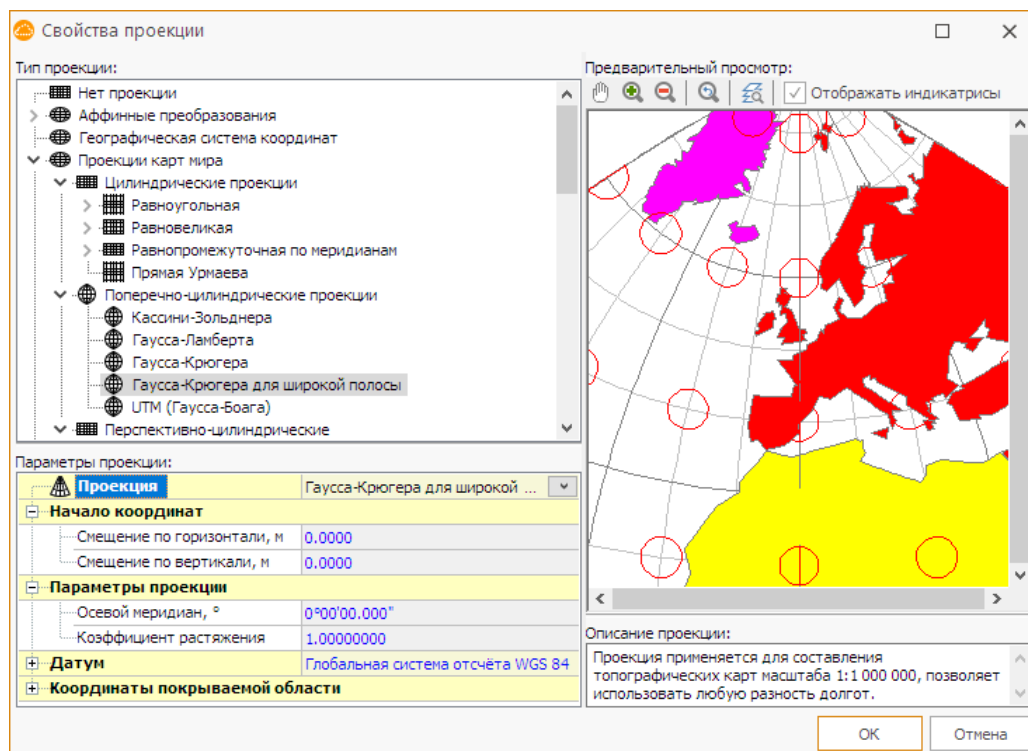 Свойства проекции
Тип проекции:
Нет проекции
Аффинные преобразования
Географическая система координат
Проекции карт мира
Цилиндрические проекции
Равноугольная
Равновеликая
Равнопромежуточная по меридианам
Прямая Урмаева
Поперечно-цилиндрические проекции
Кассини-Зольднера
Гаусса-Ламберта
Гаусса-Крюгера
Гаусса-Крюгера для широкой полосы
UTM (Гаусса-Боага)
Перспективно-цилиндрические
Предварительный просмотр:
Отображать индикатрисы
Параметры проекции:
Проекция Гаусса-Крюгера для широкой ...
Начало координат
Смещение по горизонтали, м 0.0000
Смещение по вертикали, м 0.0000
Параметры проекции
Осевой меридиан, ° 0°00'00.000"
Коэффициент растяжения 1.00000000
Датум Глобальная система отсчёта WGS 84
Координаты покрываемой области
Описание проекции:
Проекция применяется для составления
топографических карт масштаба 1:1 000 000, позволяет
использовать любую разность долгот.
OK Отмена